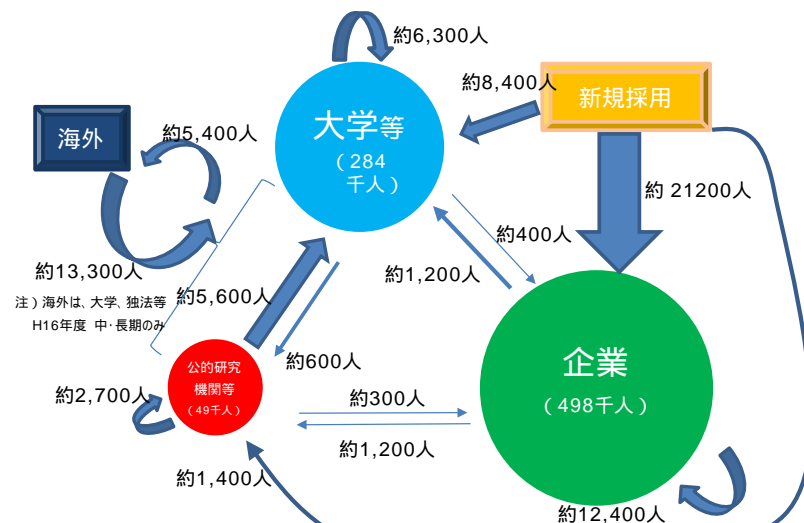 約6,300人
約8,400人
新規採用
大学等
（284
千人）
海外
約5,400人
約 21200人
約400人
約1,200人
約13,300人
約5,600人
注）海外は、大学、独法等
H16年度 中・長期のみ
企業
（498千人）
約600人
公的研究
機関等
（49千人）
約2,700人
約300人
約1,200人
約1,400人
約12,400人